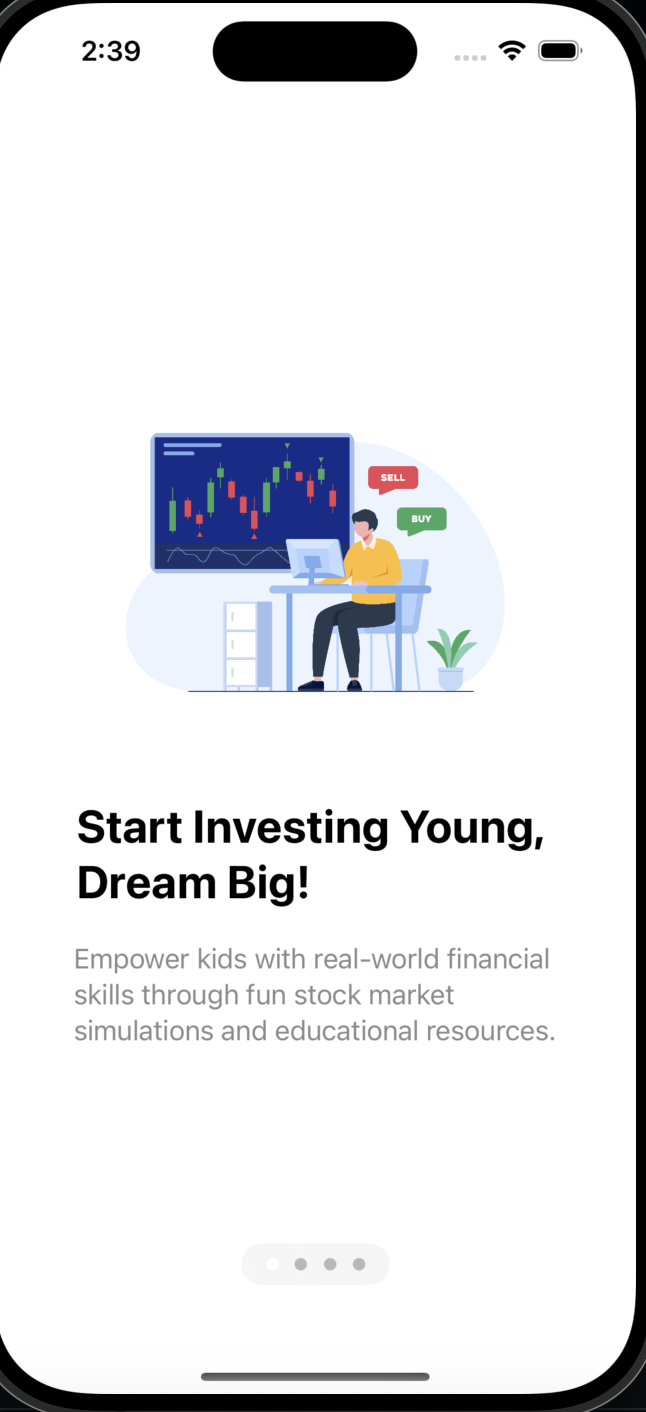 2:39
SELL
BUY
Start Investing Young,
Dream Big!
Empower kids with real-world financial
skills through fun stock market
simulations and educational resources.